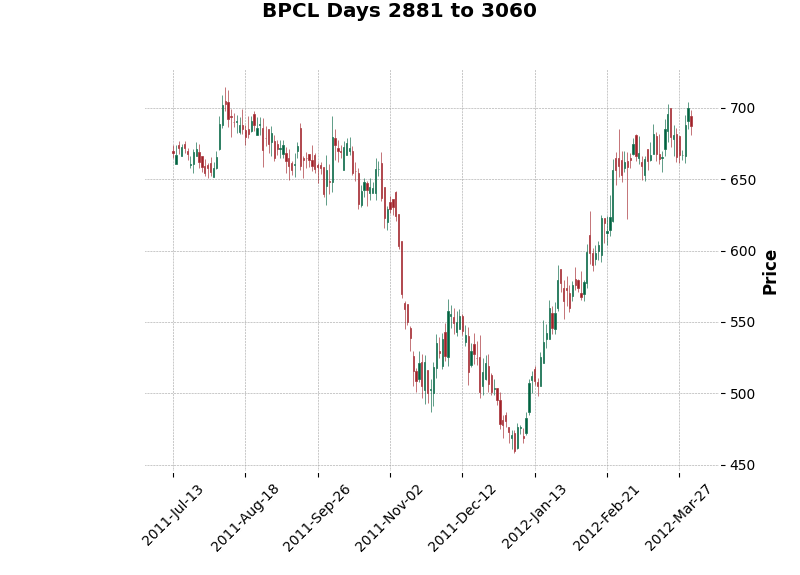 BPCL Days 2881 to 3060
700
650
600
550
500
450
Price
2011-Jul-13
2011-Aug-18
2011-Sep-26
2011-Nov-02
2011-Dec-12
2012-Jan-13
2012-Feb-21
2012-Mar-27